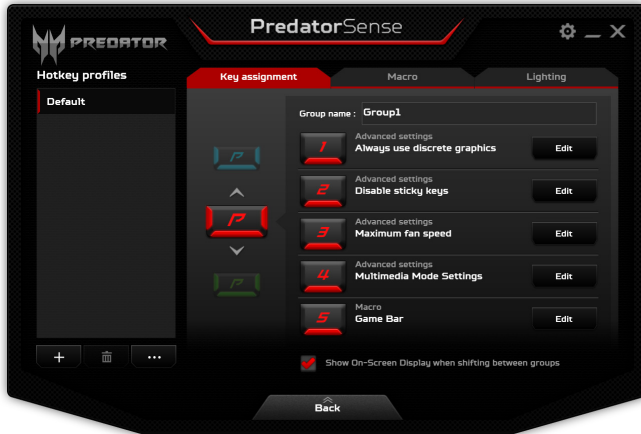 PredatorSense
PREDATOR
Hotkey profiles
Default
Key assignment
Macro
Lighting
Group name : Group1
1
Advanced settings
Always use discrete graphics
Edit
2
Advanced settings
Disable sticky keys
Edit
3
Advanced settings
Maximum fan speed
Edit
4
Advanced settings
Multimedia Mode Settings
Edit
5
Macro
Game Bar
Edit
P
P
P
Show On-Screen Display when shifting between groups
Back